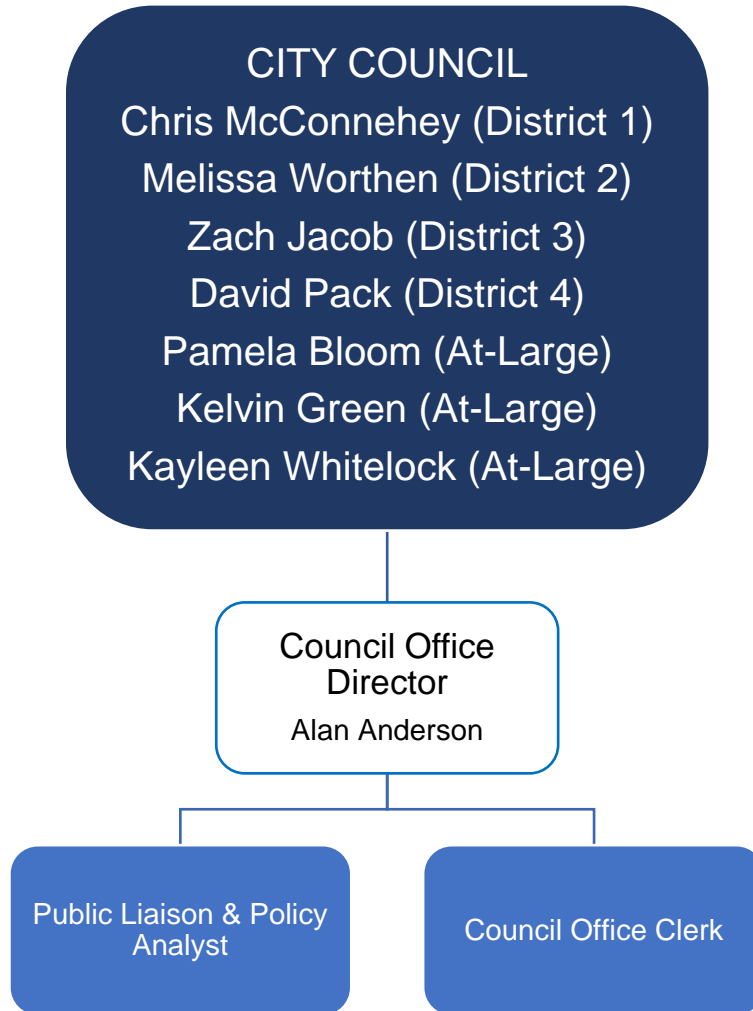 CITY COUNCIL
Chris McConnehey (District 1)
Melissa Worthen (District 2)
Zach Jacob (District 3)
David Pack (District 4)
Pamela Bloom (At-Large)
Kelvin Green (At-Large)
Kayleen Whitelock (At-Large)
Council Office
Director
Alan Anderson
Public Liaison & Policy
Analyst
Council Office Clerk